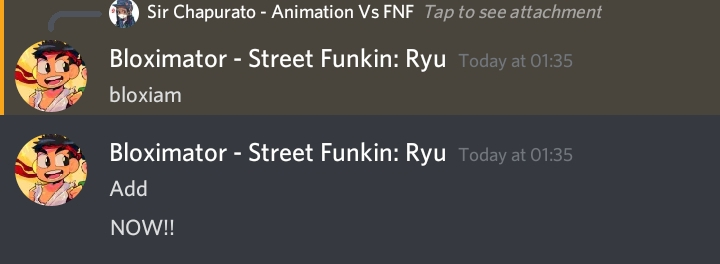 Sir Chapurato - Animation Vs FNF Tap to see attachment
Bloximator - Street Funkin: Ryu Today at 01:35
bloxiam
Bloximator - Street Funkin: Ryu Today at 01:35
Add
NOW!!